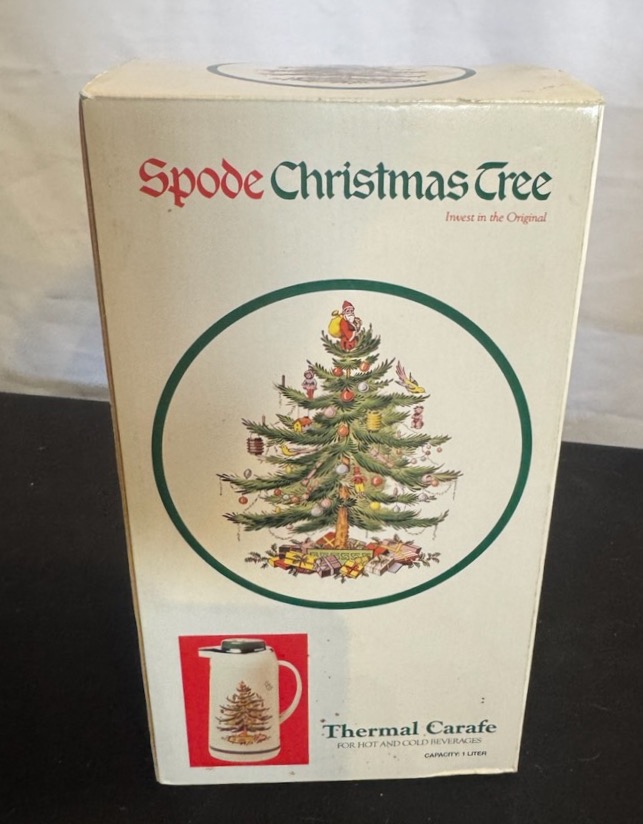 Spode Christmas Tree
Invest in the Original
Thermal Carafe
FOR HOT AND COLD BEVERAGES
CAPACITY: 1 LITER